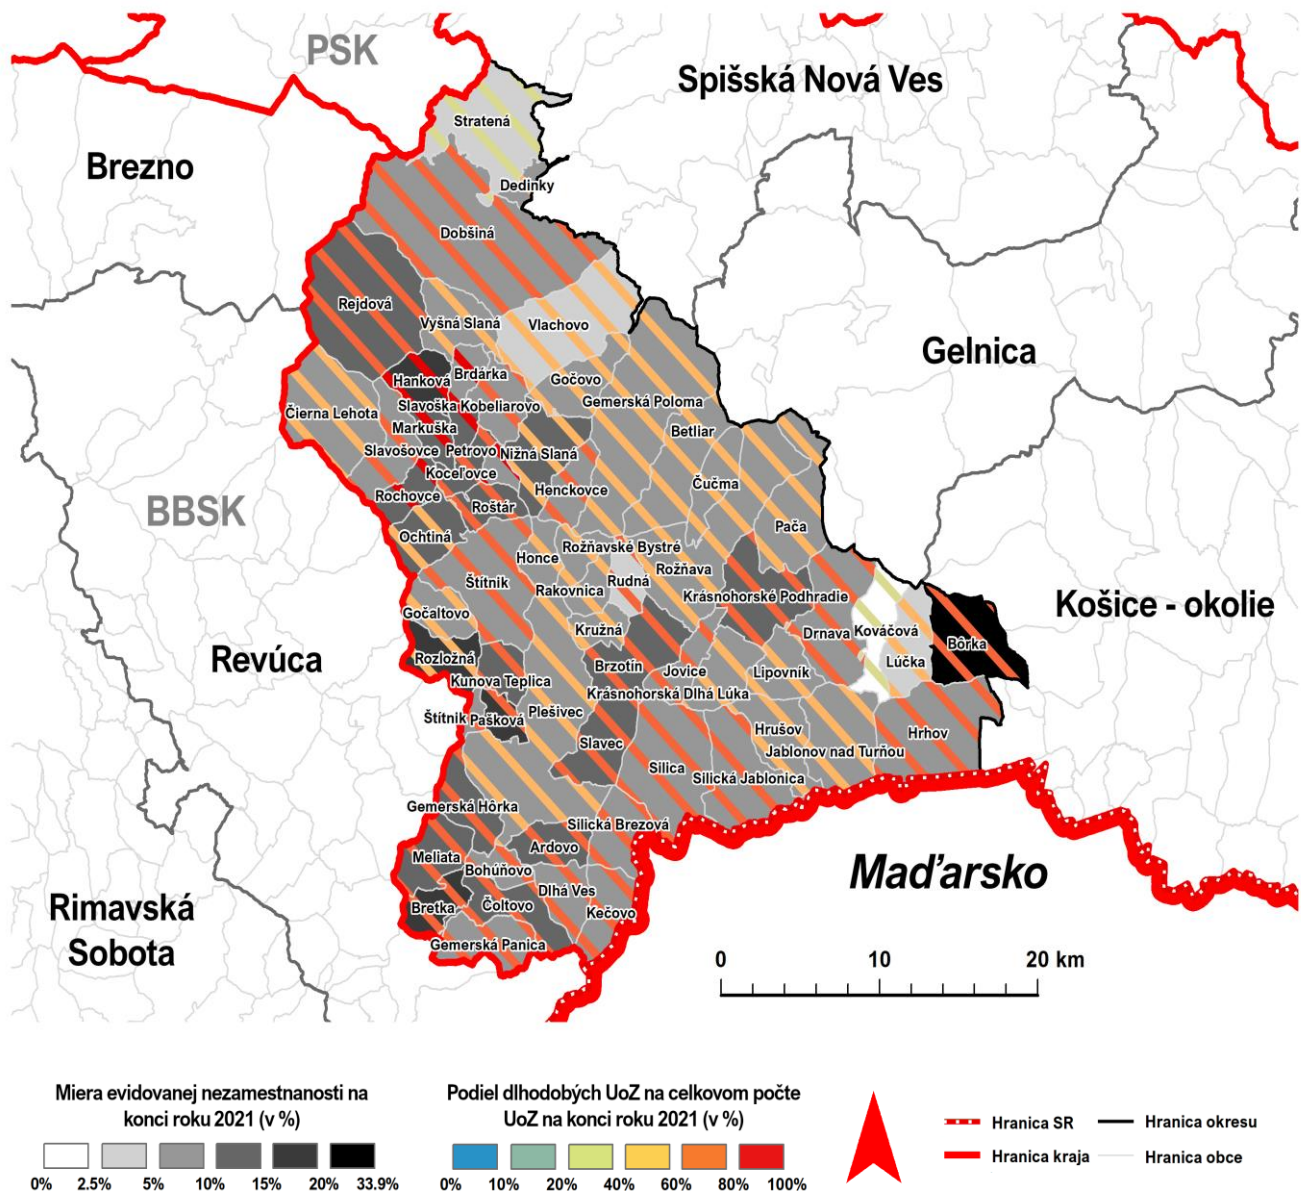 PSK
Spišská Nová Ves
Stratená
Brezno
Dedinky
Dobšiná
Rejdová
Vyšná Slaná
Vlachovo
Gelnica
Hanková
Brdárka
Gočovo
Čierna Lehota
Slavoška
Kobeliarovo
Gemerská Poloma
Markuška
Betliar
Slavošovce
Petrovo
Nižná Slaná
Koceľovce
Čučma
Rochovce
Henckovce
BBSK
Roštár
Pača
Ochtiná
Honce
Rožňavské Bystré
Štítnik
Rakovnica
Rudná
Rožňava
Krásnohorské Podhradie
Košice - okolie
Gočaltovo
Kružná
Drnava
Kováčová
Bôrka
Revúca
Rozložná
Brzotín
Jovice
Lipovník
Lúčka
Kunova Teplica
Krásnohorská Dlhá Lúka
Štítnik
Pašková
Plešivec
Hrušov
Hrhov
Slavec
Jablonov nad Turňou
Silica
Silická Jablonica
Gemerská Hôrka
Silická Brezová
Ardovo
Meliata
Bohúňovo
Maďarsko
Dlhá Ves
Rimavská
Sobota
Bretka
Čoltovo
Kečovo
Gemerská Panica
0 10 20 km
Miera evidovanej nezamestnanosti na
konci roku 2021 (v %)
0% 2.5% 5% 10% 15% 20% 33.9%
Podiel dlhodobých UoZ na celkovom počte
UoZ na konci roku 2021 (v %)
0% 10% 20% 40% 60% 80% 100%
Hranica SR
Hranica okresu
Hranica kraja
Hranica obce